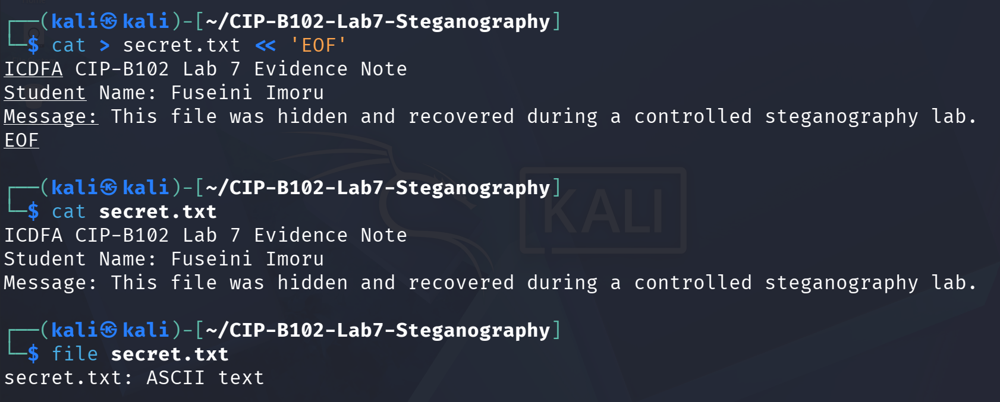 ┌──(kali㉿kali)-[~/CIP-B102-Lab7-Steganography]
└─$ cat > secret.txt << 'EOF'
ICDFA CIP-B102 Lab 7 Evidence Note
Student Name: Fuseini Imoru
Message: This file was hidden and recovered during a controlled steganography lab.
EOF
┌──(kali㉿kali)-[~/CIP-B102-Lab7-Steganography]
└─$ cat secret.txt
ICDFA CIP-B102 Lab 7 Evidence Note
Student Name: Fuseini Imoru
Message: This file was hidden and recovered during a controlled steganography lab.
KALI
┌──(kali㉿kali)-[~/CIP-B102-Lab7-Steganography]
└─$ file secret.txt
secret.txt: ASCII text